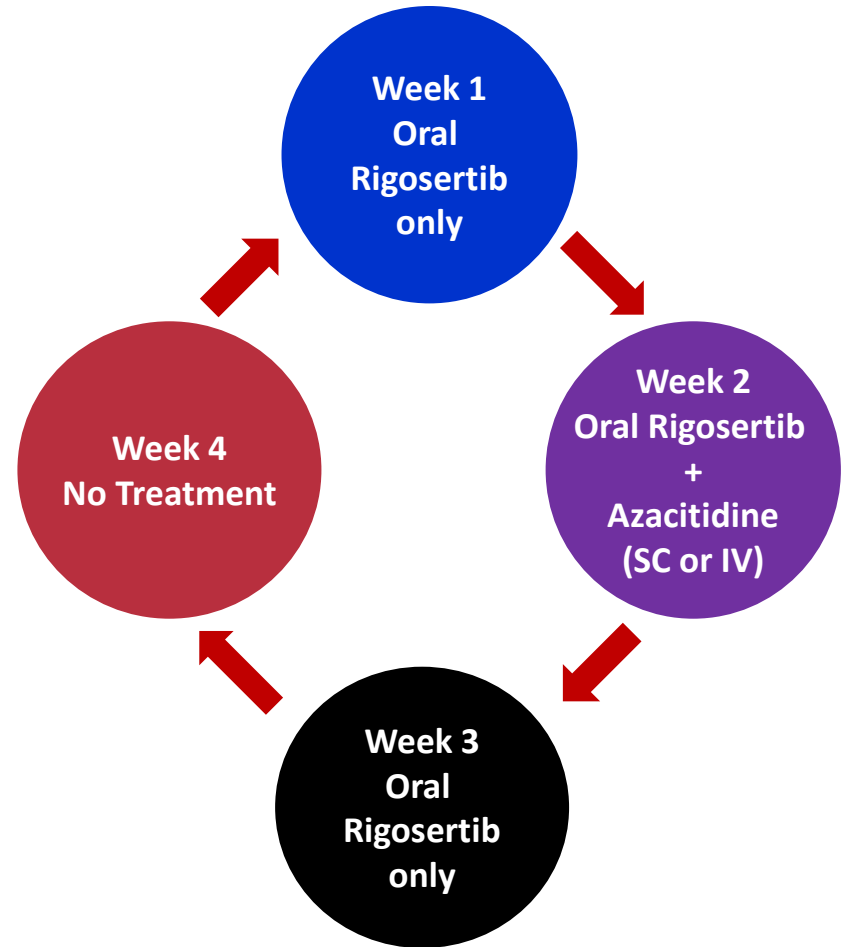 Week 1
Oral
Rigosertib
only
Week 2
Oral Rigosertib
+
Azacitidine
(SC or IV)
Week 3
Oral
Rigosertib
only
Week 4
No Treatment